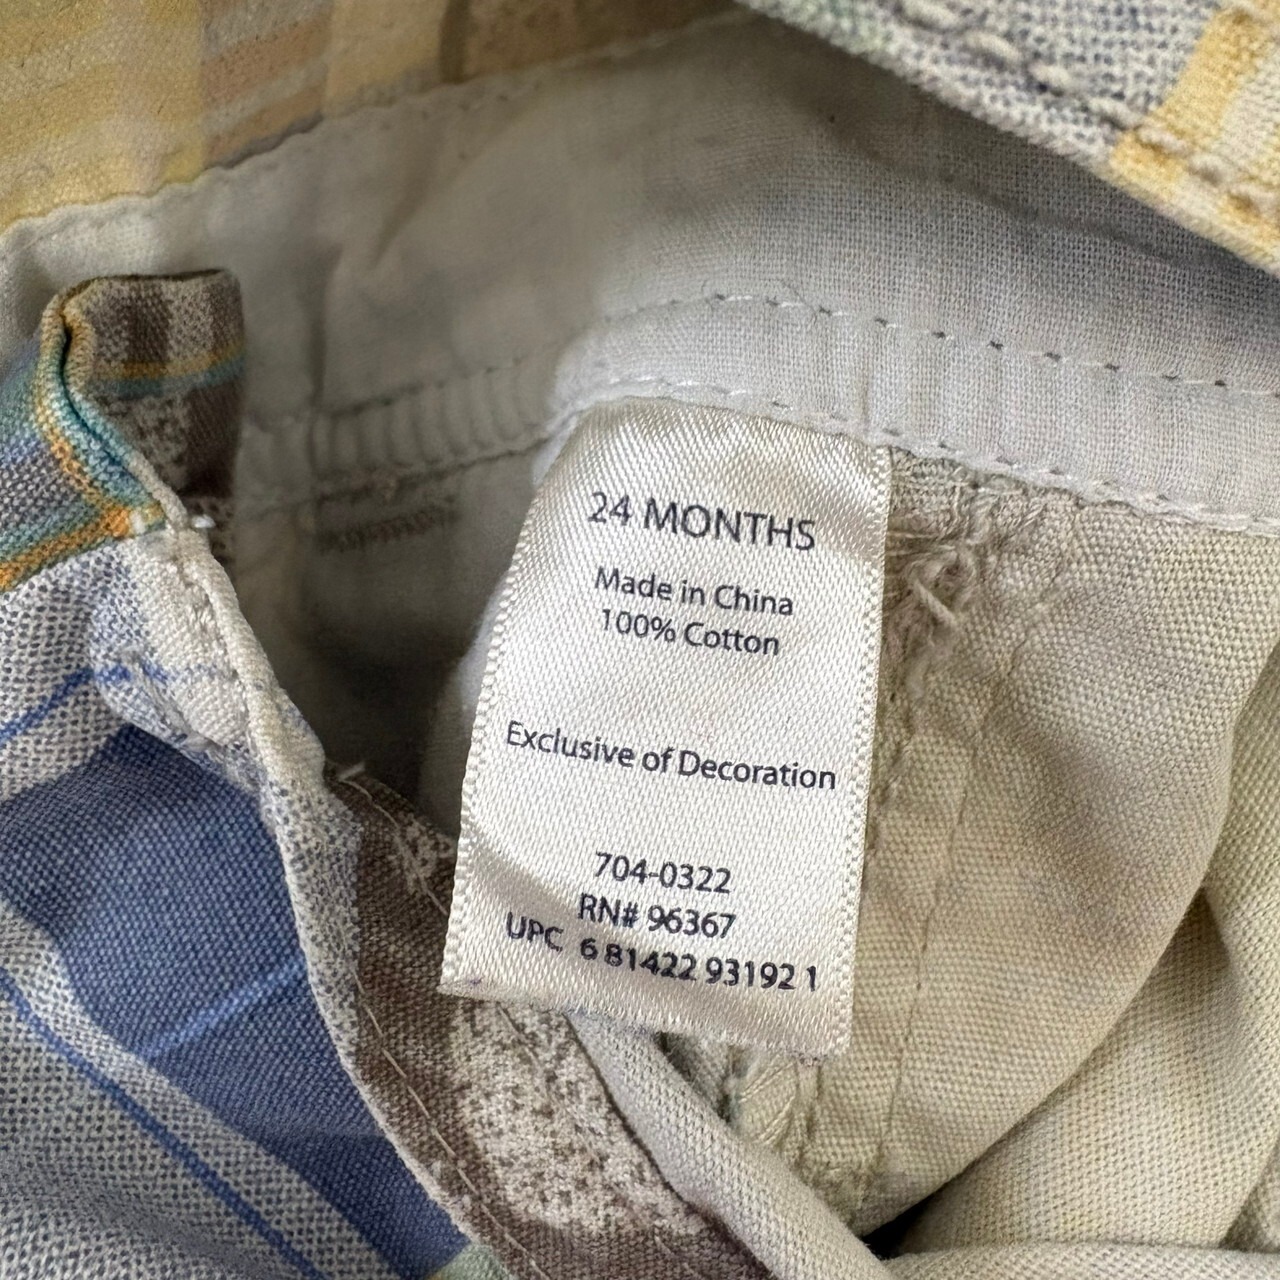 24 MONTHS
Made in China
100% Cotton
Exclusive of Decoration
704-0322
RN# 96367
UPC 6 81422 93192 1